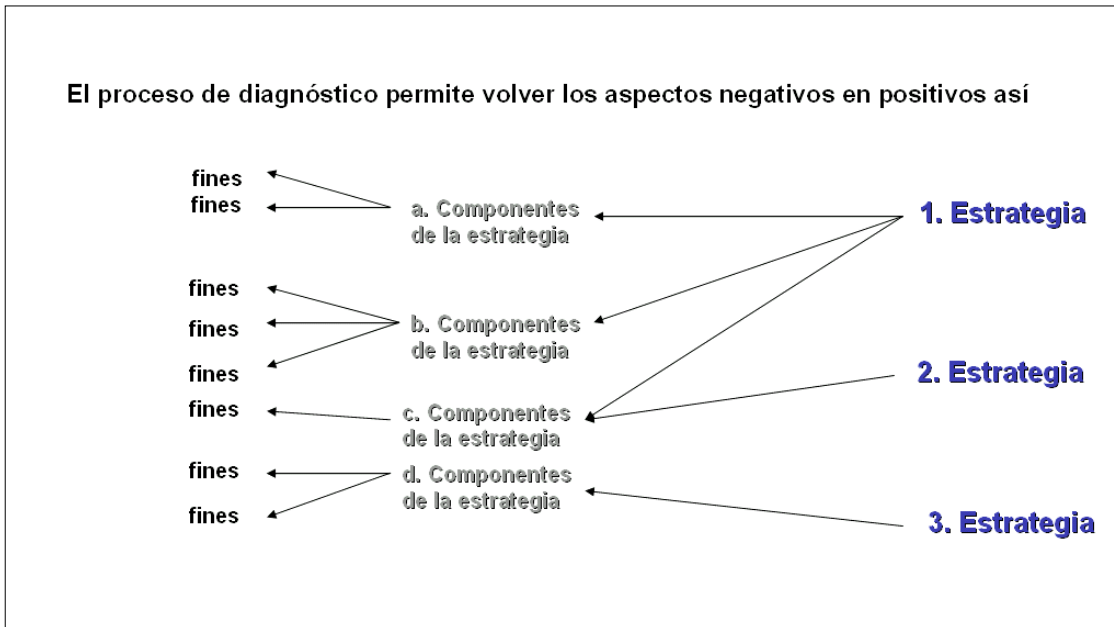 El proceso de diagnóstico permite volver los aspectos negativos en positivos así
fines
fines
a. Componentes
de la estrategia
1. Estrategia
fines
fines
fines
b. Componentes
de la estrategia
2. Estrategia
fines
c. Componentes
de la estrategia
fines
fines
d. Componentes
de la estrategia
3. Estrategia